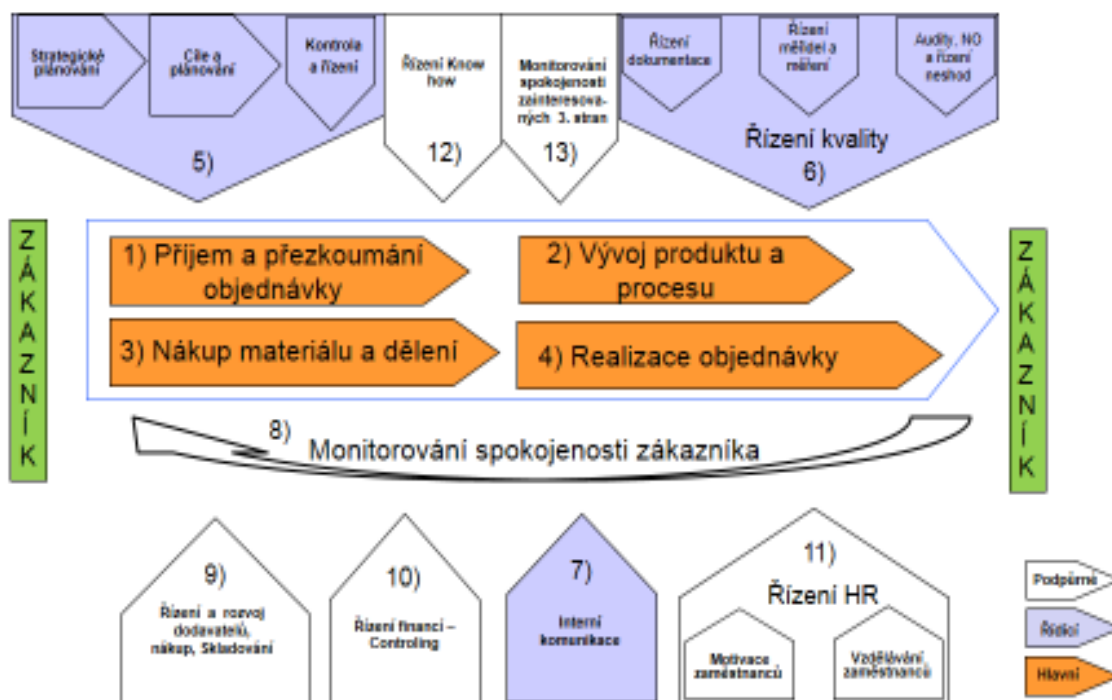 Strategické
plánování
Cíle a
plánování
Kontrola
a řízení
5)
Řízení Know
how
12)
Monitorování
spokojenosti
zainteresova-
ných 3. stran
13)
Řízení
dokumentace
Řízení
měřidel a
měření
Audity, NO
a řízení
neshod
Řízení kvality
6)
ZÁKAZNÍK
1) Příjem a přezkoumání
objednávky
2) Vývoj produktu a
procesu
3) Nákup materiálu a dělení
4) Realizace objednávky
ZÁKAZNÍK
8)
Monitorování spokojenosti zákazníka
9)
Řízení a rozvoj
dodavatelů,
nákup, Skladování
10)
Řízení financí –
Controling
7)
Interní
komunikace
11)
Řízení HR
Motivace
zaměstnanců
Vzdělávání
zaměstnanců
Podpůrné
Řídící
Hlavní